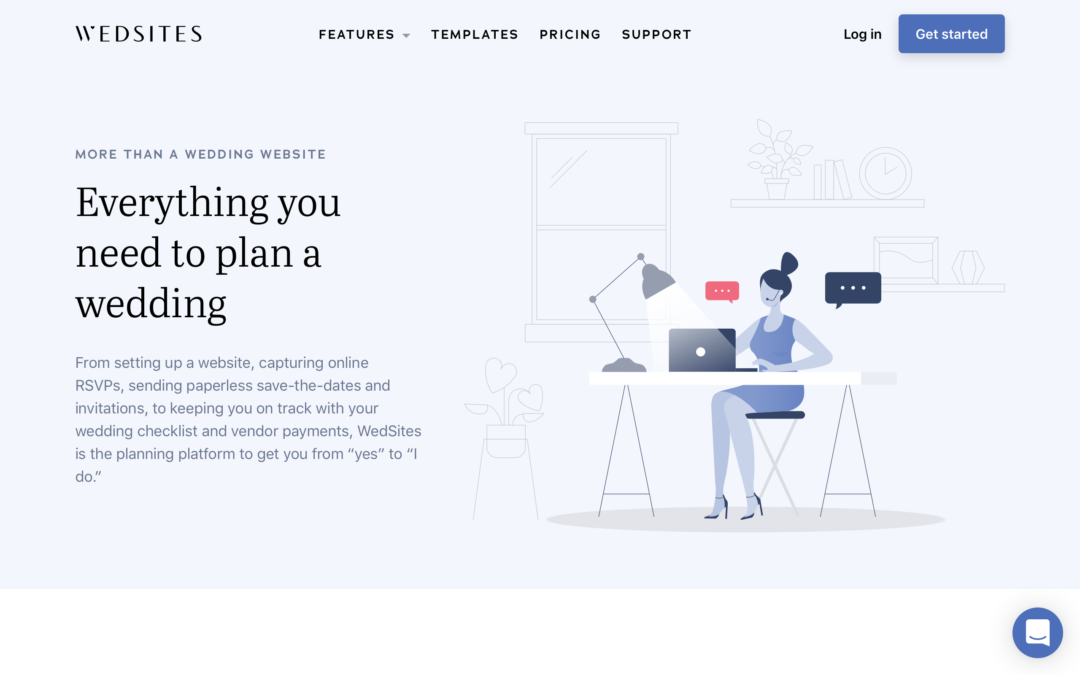 WEDSITES
FEATURES
TEMPLATES
PRICING
SUPPORT
Log in
Get started
MORE THAN A WEDDING WEBSITE
Everything you
need to plan a
wedding
From setting up a website, capturing online
RSVPs, sending paperless save-the-dates and
invitations, to keeping you on track with your
wedding checklist and vendor payments, WedSites
is the planning platform to get you from “yes” to “I
do.”